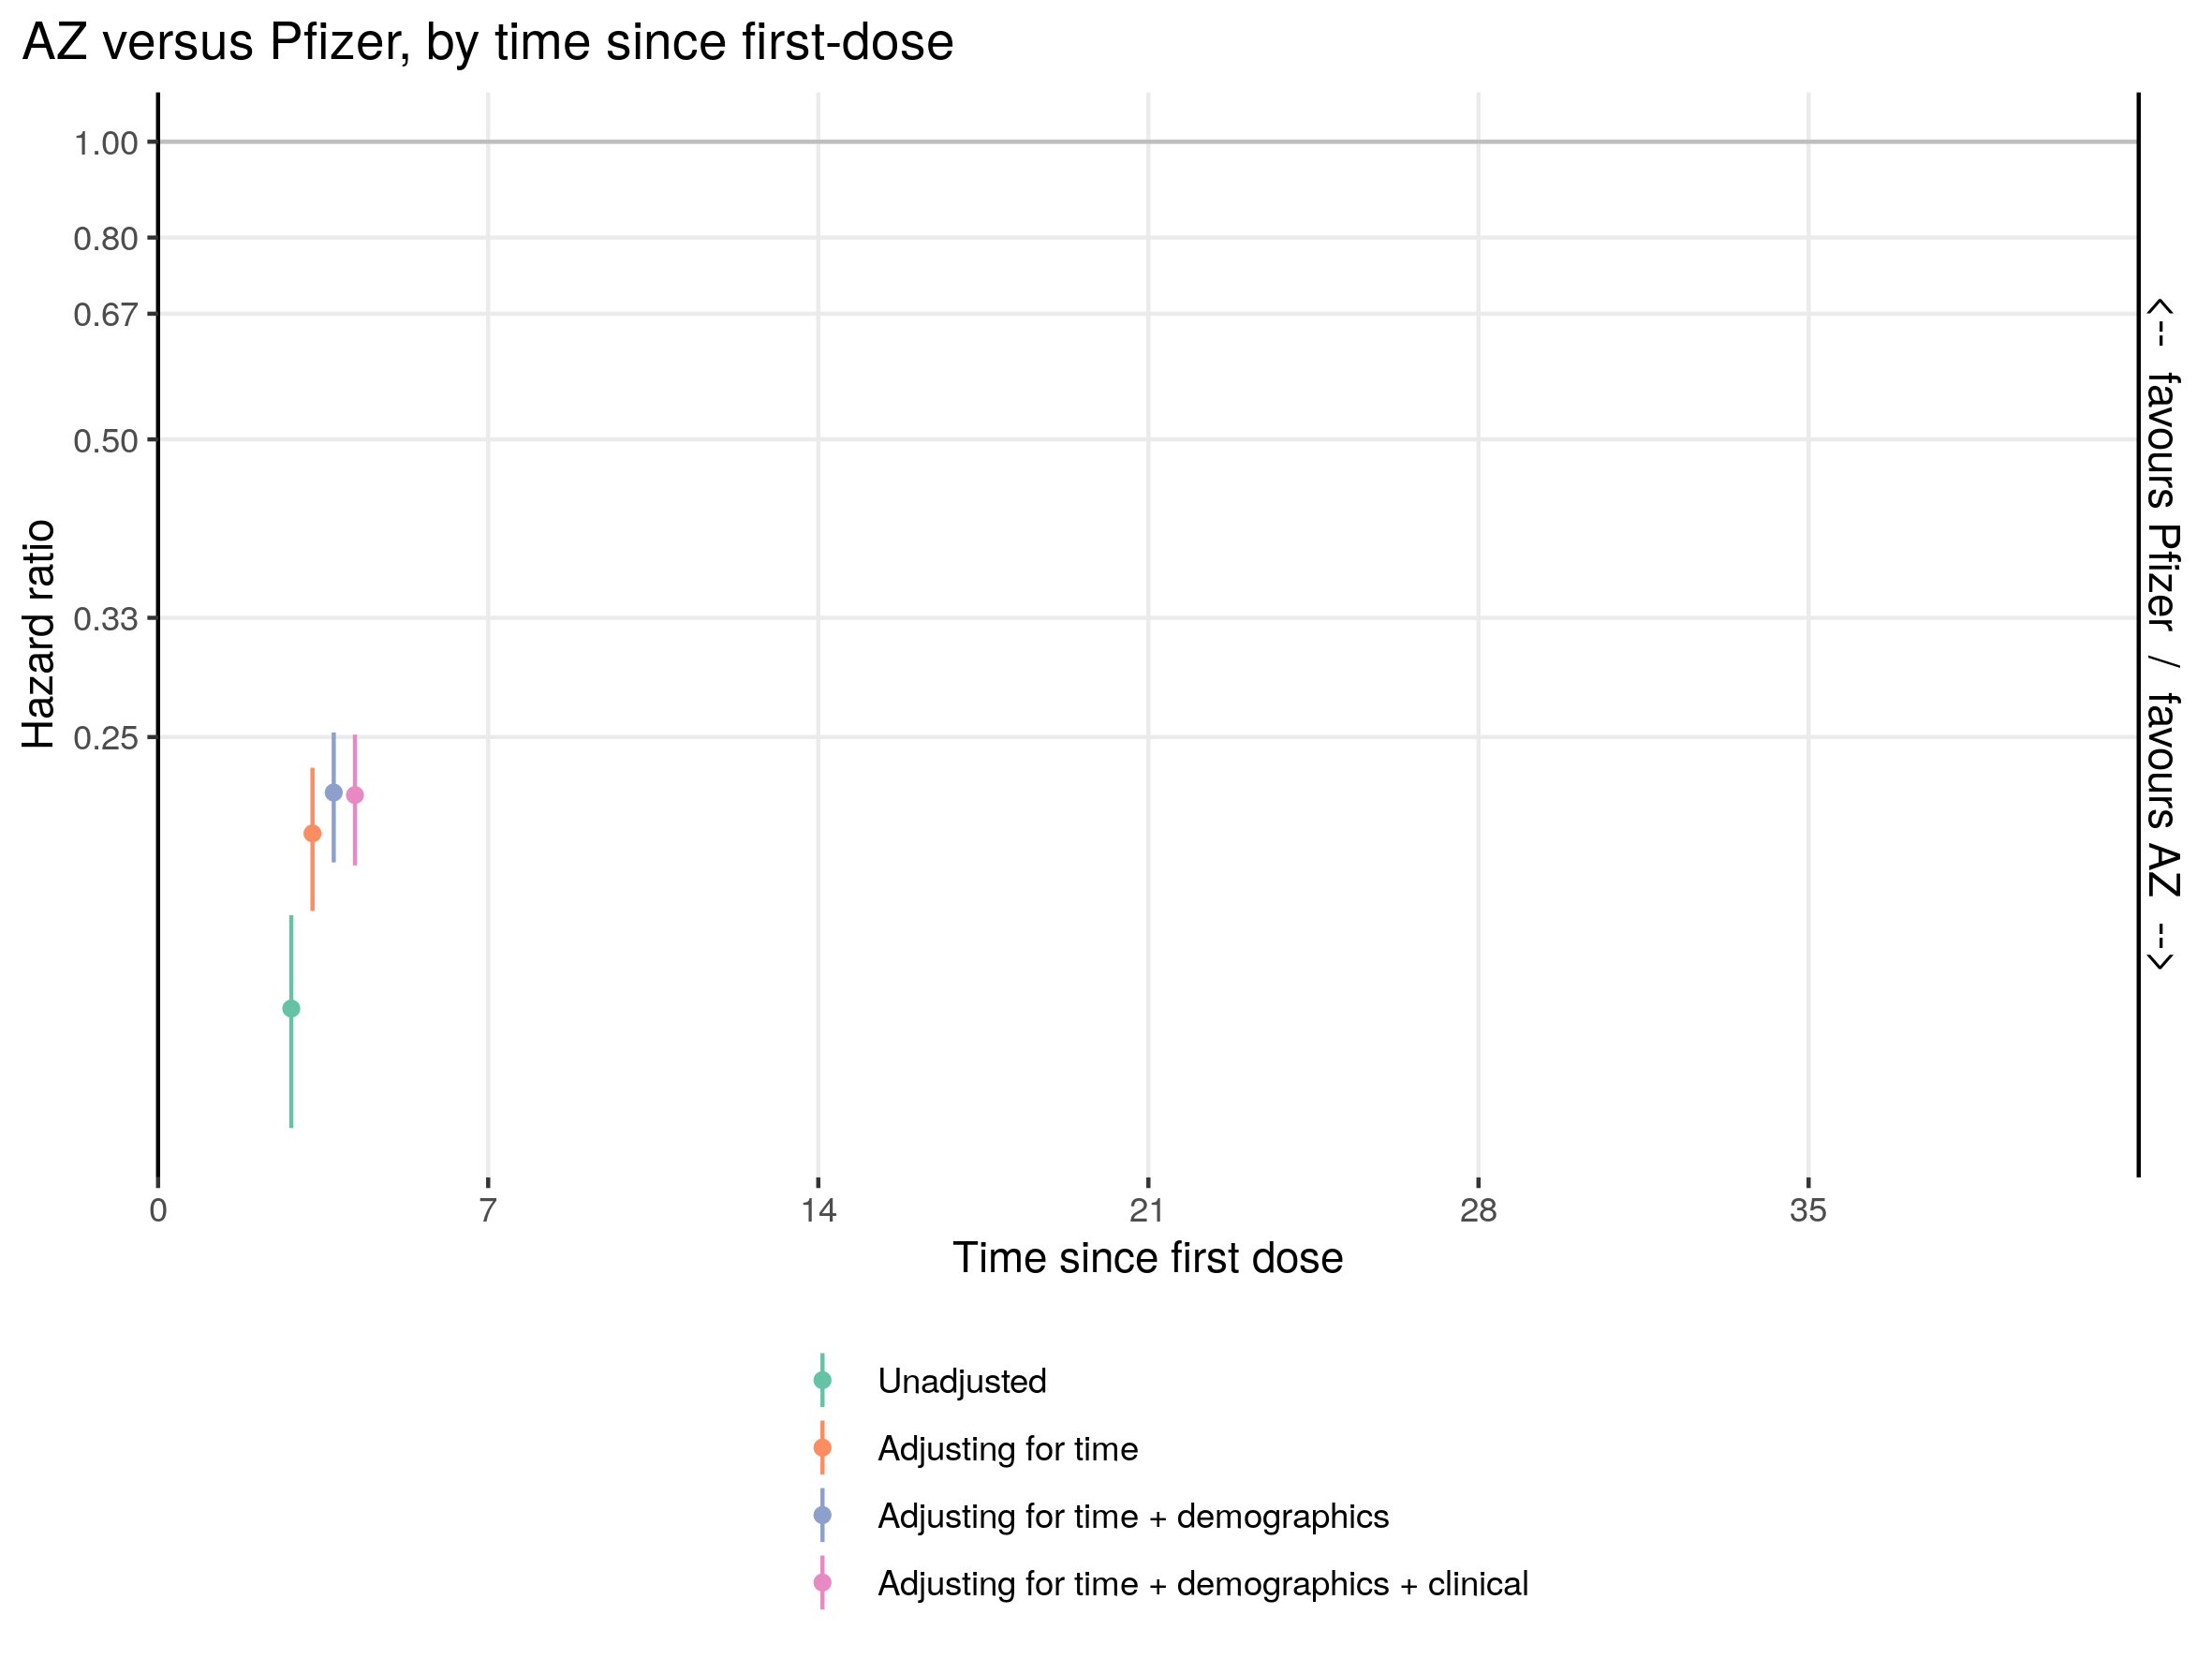 AZ versus Pfizer, by time since first-dose
Hazard ratio
1.00
0.80
0.67
0.50
0.33
0.25
<-- favours Pfizer / favours AZ -->
0 7 14 21 28 35
Time since first dose
Unadjusted
Adjusting for time
Adjusting for time + demographics
Adjusting for time + demographics + clinical